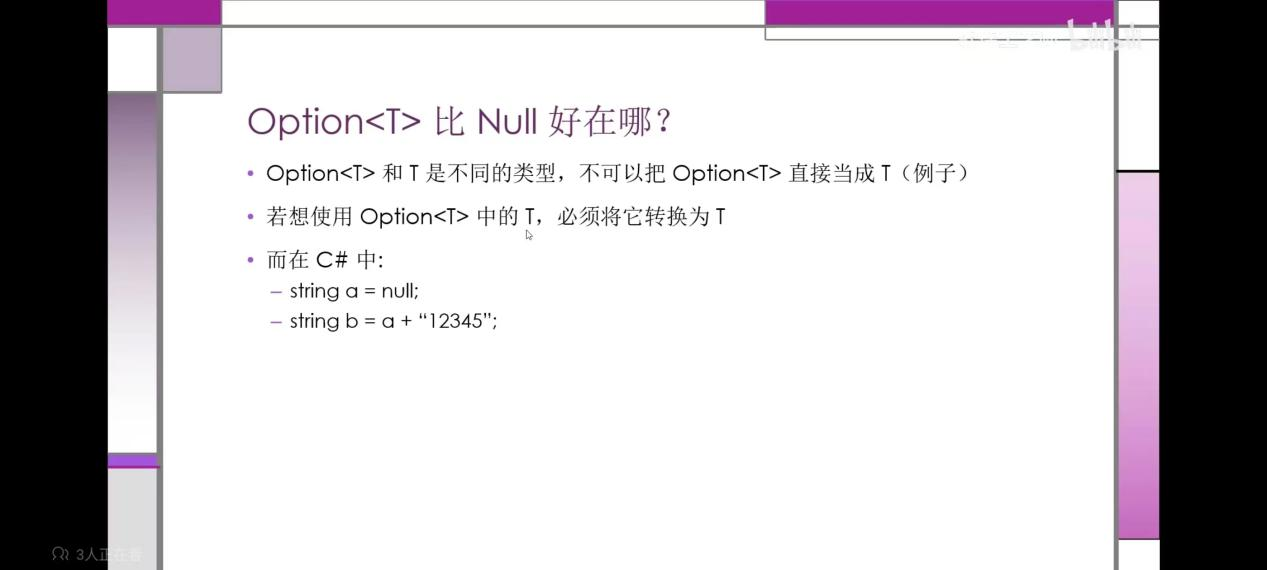 bilibili
Option<T> 比 Null 好在哪？
• Option<T> 和 T 是不同的类型，不可以把 Option<T> 直接当成 T（例子）
• 若想使用 Option<T> 中的 T，必须将它转换为 T
• 而在 C# 中:
– string a = null;
– string b = a + “12345”;
3人正在看